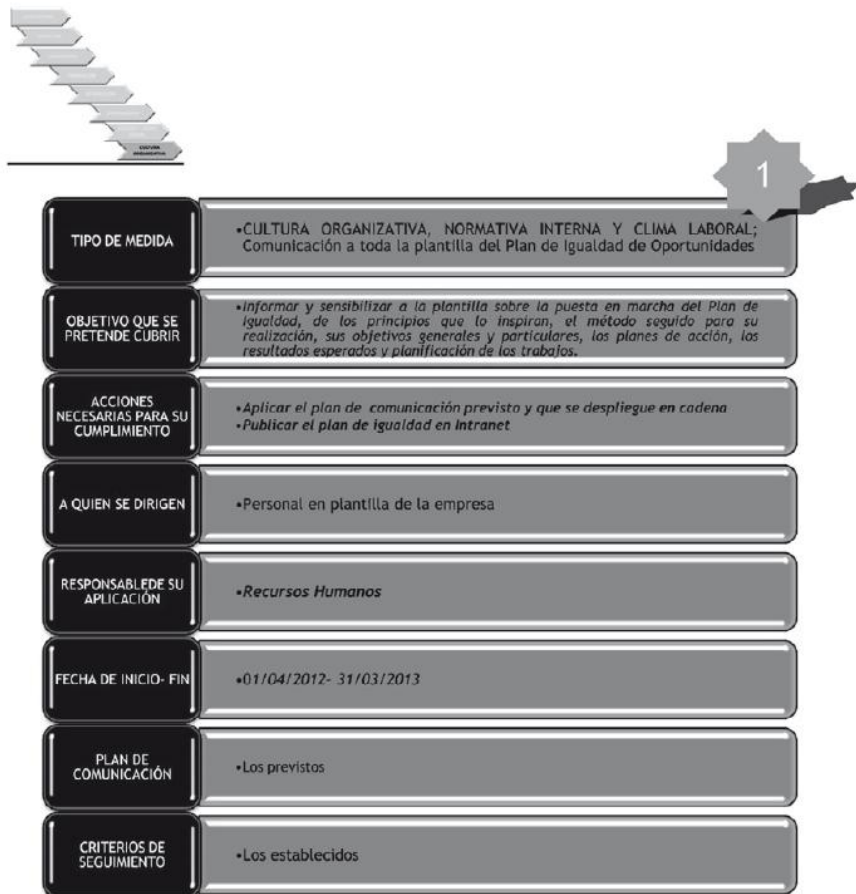 CULTURA
ORGANIZATIVA
1
TIPO DE MEDIDA
•CULTURA ORGANIZATIVA, NORMATIVA INTERNA Y CLIMA LABORAL;
Comunicación a toda la plantilla del Plan de Igualdad de Oportunidades
OBJETIVO QUE SE
PRETENDE CUBRIR
•Informar y sensibilizar a la plantilla sobre la puesta en marcha del Plan de
Igualdad, de los principios que lo inspiran, el método seguido para su
realización, sus objetivos generales y particulares, los planes de acción, los
resultados esperados y planificación de los trabajos.
ACCIONES
NECESARIAS PARA SU
CUMPLIMIENTO
•Aplicar el plan de comunicación previsto y que se despliegue en cadena
•Publicar el plan de igualdad en Intranet
A QUIEN SE DIRIGEN
•Personal en plantilla de la empresa
RESPONSABLEDE SU
APLICACIÓN
•Recursos Humanos
FECHA DE INICIO- FIN
•01/04/2012- 31/03/2013
PLAN DE
COMUNICACIÓN
•Los previstos
CRITERIOS DE
SEGUIMIENTO
•Los establecidos